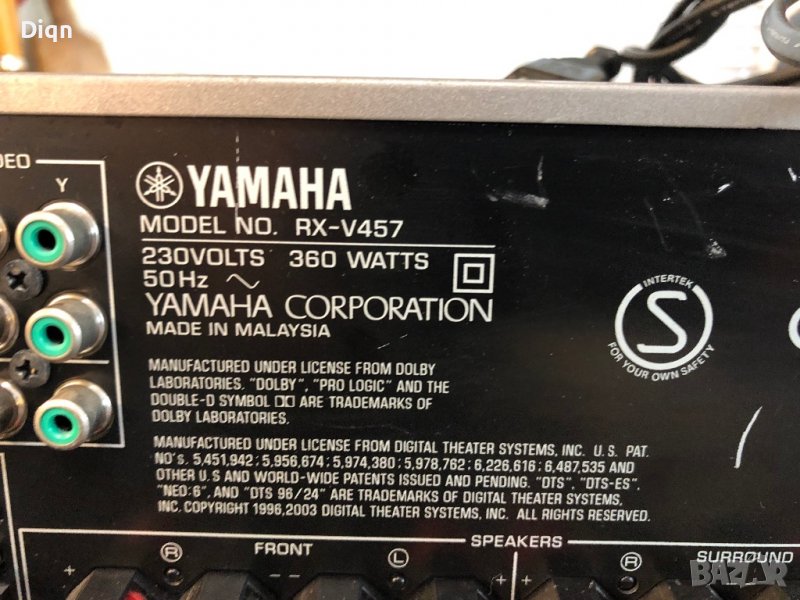 Diqn
DEO
Y
YAMAHA
MODEL NO. RX-V457
230VOLTS 360 WATTS
50Hz
YAMAHA CORPORATION
MADE IN MALAYSIA
INTERTEK
S
FOR YOUR OWN SAFETY
MANUFACTURED UNDER LICENSE FROM DOLBY
LABORATORIES. "DOLBY", "PRO LOGIC" AND THE
DOUBLE-D SYMBOL ARE TRADEMARKS OF
DOLBY LABORATORIES.
MANUFACTURED UNDER LICENSE FROM DIGITAL THEATER SYSTEMS, INC. U.S. PAT.
NO's. 5,451,942; 5,956,674; 5,974,380; 5,978,762; 6,226,616; 6,487,535 AND
OTHER U.S AND WORLD-WIDE PATENTS ISSUED AND PENDING. "DTS", "DTS-ES",
"NEO:6", AND "DTS 96/24" ARE TRADEMARKS OF DIGITAL THEATER SYSTEMS,
INC. COPYRIGHT 1996,2003 DIGITAL THEATER SYSTEMS, INC. ALL RIGHTS RESERVED.
SPEAKERS
R FRONT L R SURROUND
+ - - + +
BAZAR